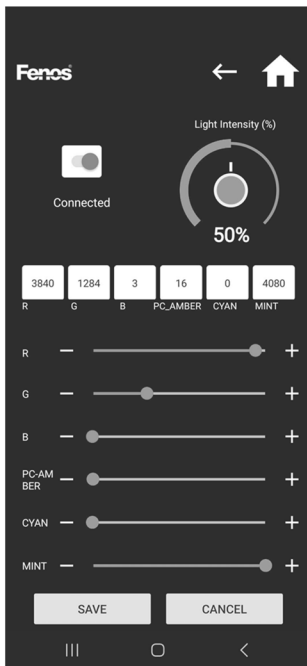 Fenos
Light Intensity (%)
Connected
50%
3840 1284 3 16 0 4080
R G B PC_AMBER CYAN MINT
R
G
B
PC-AM
BER
CYAN
MINT
SAVE CANCEL